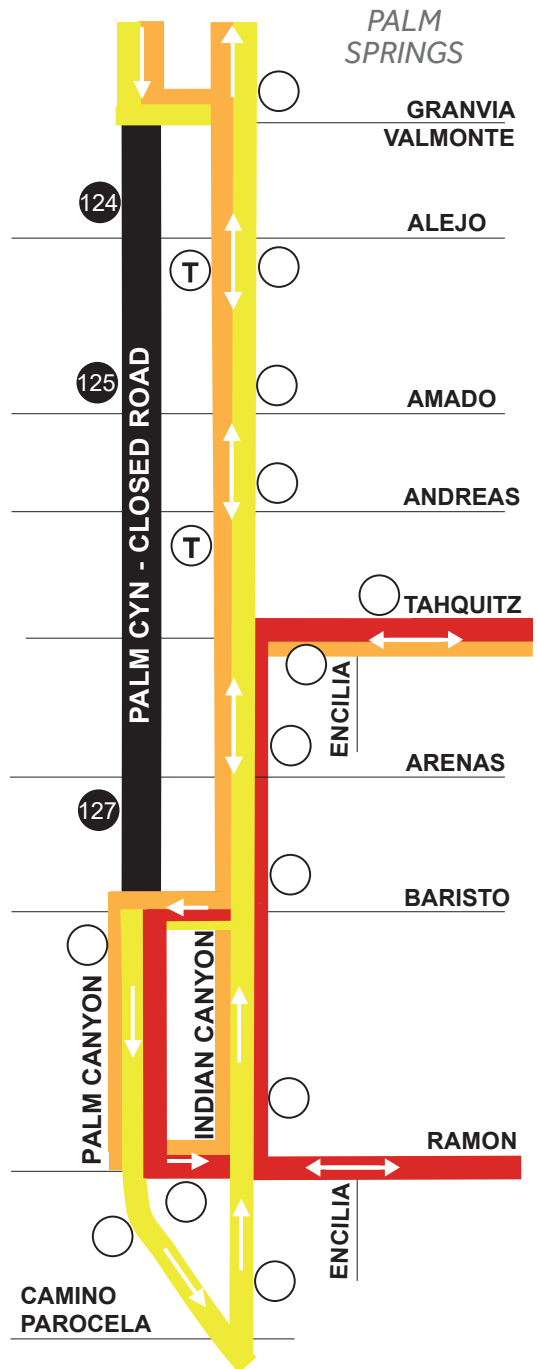 PALM
SPRINGS
GRANVIA
VALMONTE
124
ALEJO
T
125
AMADO
PALM CYN - CLOSED ROAD
ANDREAS
T
TAHQUITZ
ENCILIA
ARENAS
127
BARISTO
PALM CANYON
INDIAN CANYON
RAMON
ENCILIA
CAMINO
PAROCELA